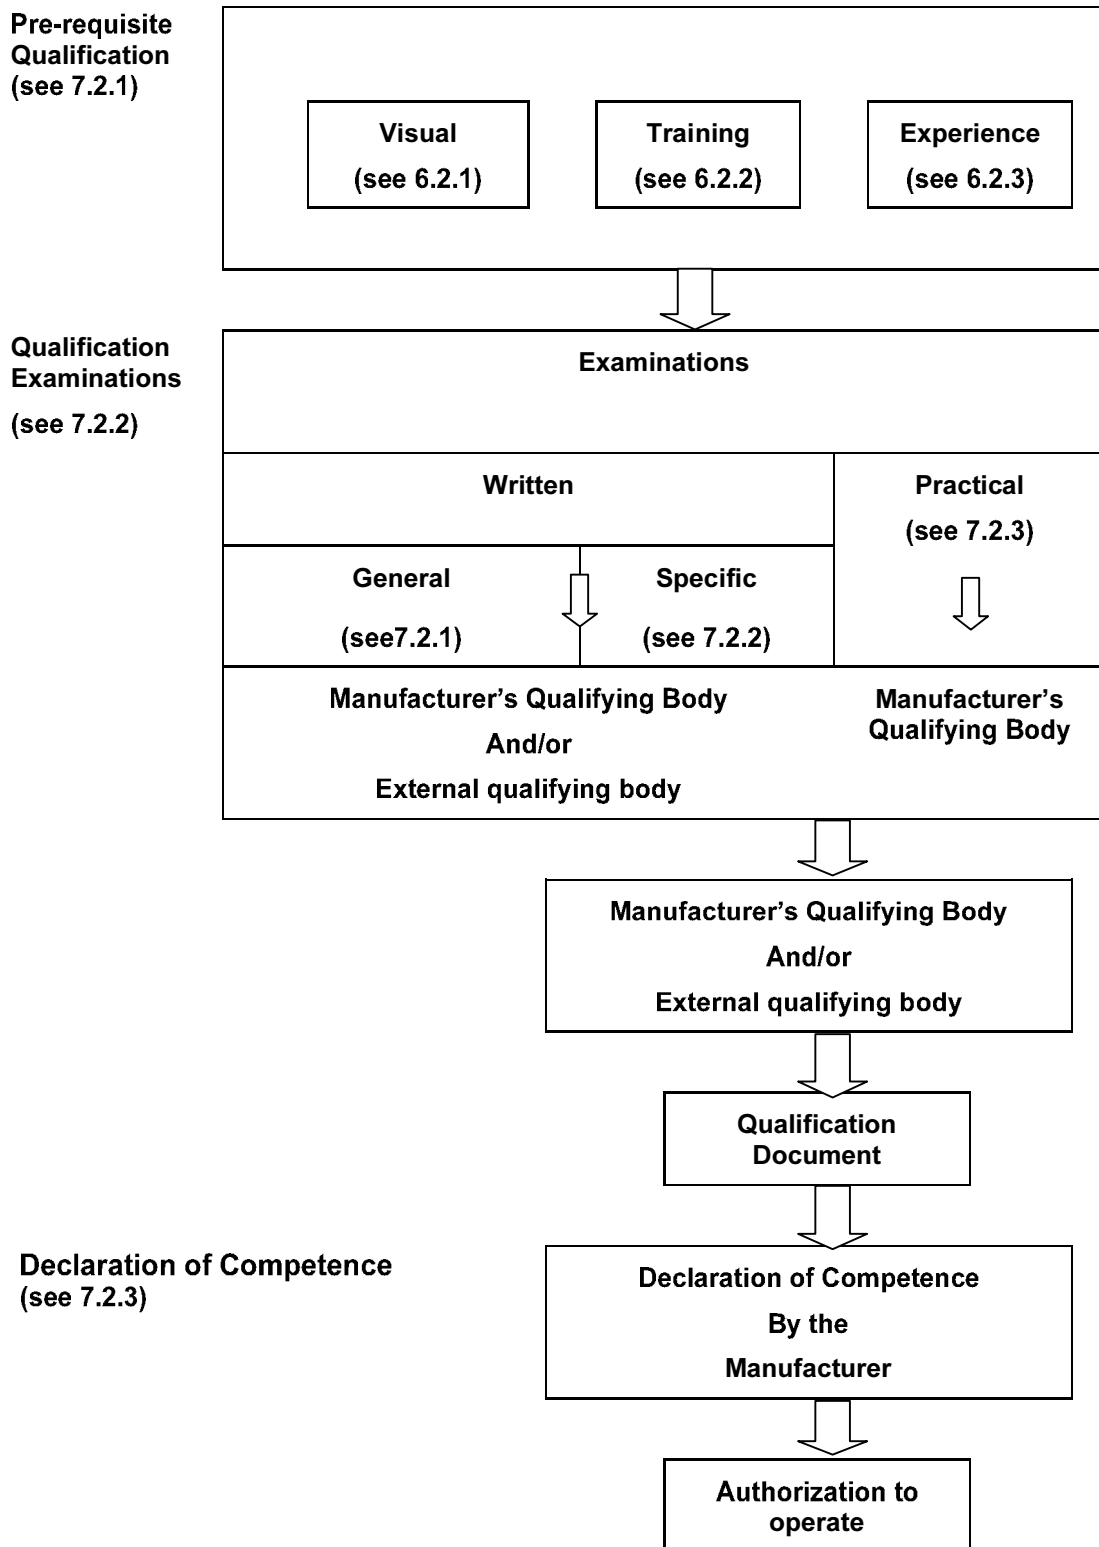 Pre-requisite
Qualification
(see 7.2.1)
Visual
(see 6.2.1)
Training
(see 6.2.2)
Experience
(see 6.2.3)
Qualification
Examinations
(see 7.2.2)
Examinations
Written
Practical
(see 7.2.3)
General
(see7.2.1)
Specific
(see 7.2.2)
Manufacturer's Qualifying Body
And/or
External qualifying body
Manufacturer's
Qualifying Body
Manufacturer's Qualifying Body
And/or
External qualifying body
Qualification
Document
Declaration of Competence
(see 7.2.3)
Declaration of Competence
By the
Manufacturer
Authorization to
operate